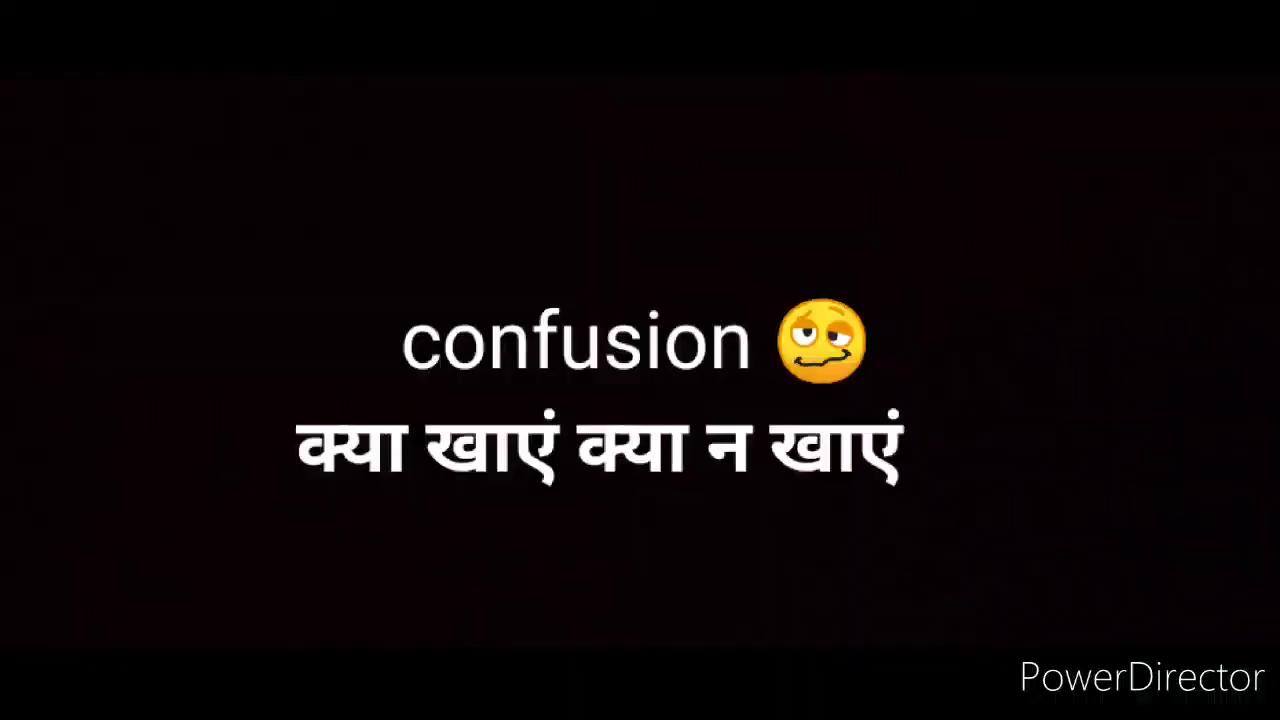 confusion 🥴
क्या खाएं क्या न खाएं
PowerDirector